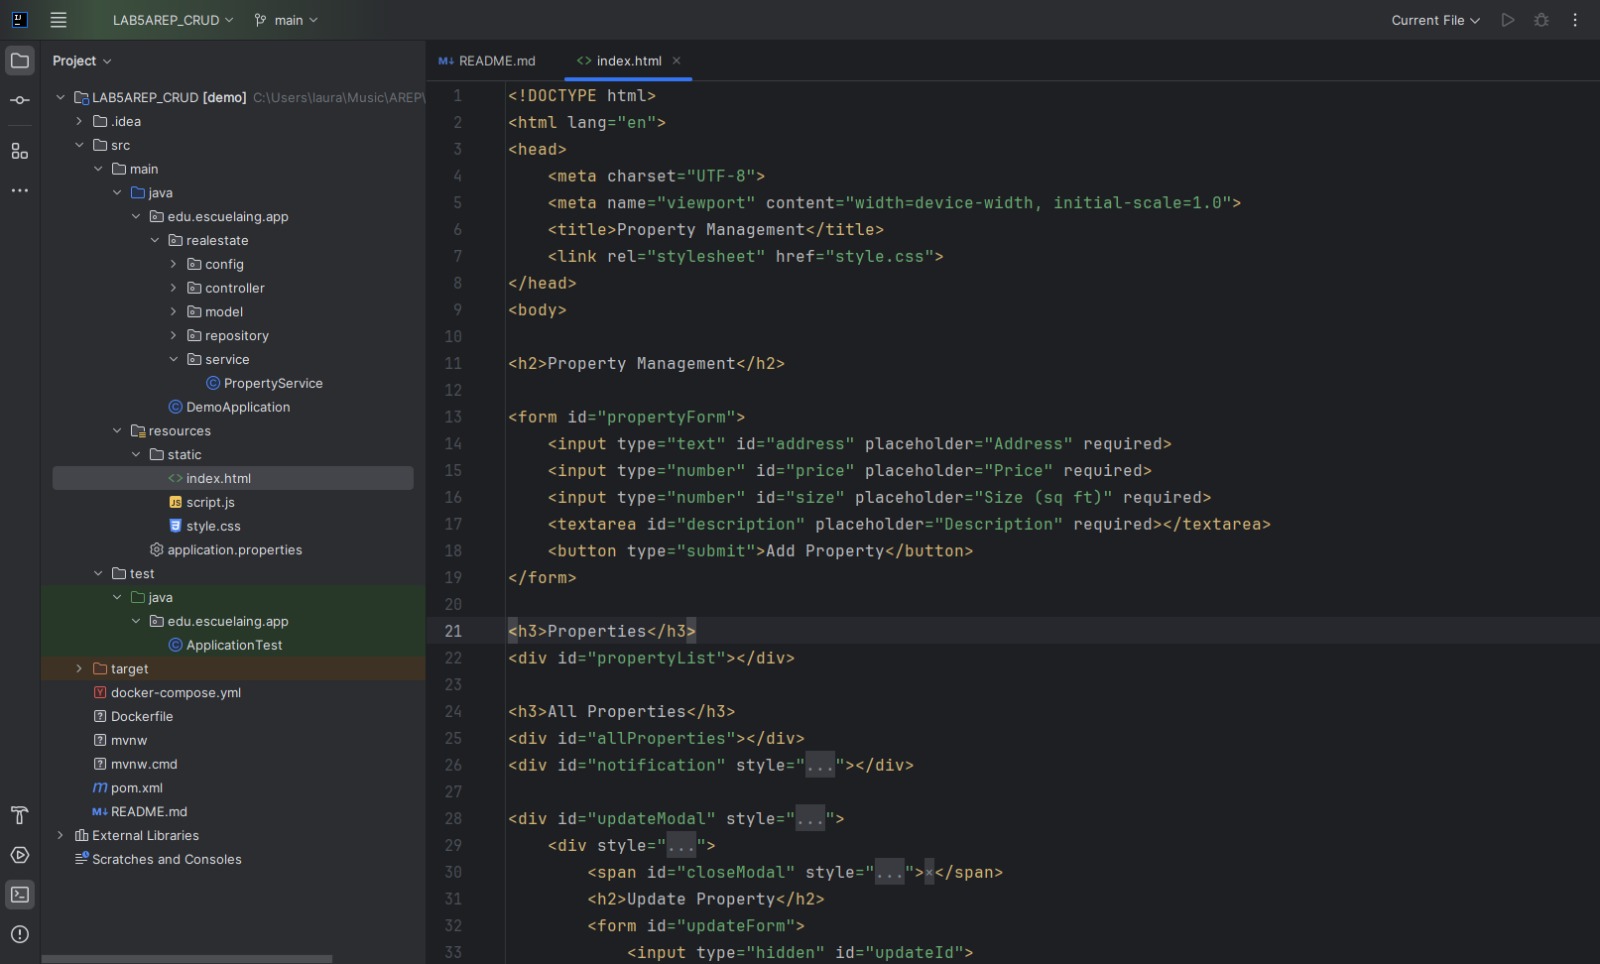 LAB5AREP_CRUD
main
Current File
Project
README.md
index.html
LAB5AREP_CRUD [demo] C:\Users\laura\Music\AREP\
.idea
src
main
java
edu.escuelaing.app
realestate
config
controller
model
repository
service
PropertyService
DemoApplication
resources
static
index.html
script.js
style.css
application.properties
test
java
edu.escuelaing.app
ApplicationTest
target
docker-compose.yml
Dockerfile
mvnw
mvnw.cmd
pom.xml
README.md
External Libraries
Scratches and Consoles
1 <!DOCTYPE html>
2 <html lang="en">
3 <head>
4 <meta charset="UTF-8">
5 <meta name="viewport" content="width=device-width, initial-scale=1.0">
6 <title>Property Management</title>
7 <link rel="stylesheet" href="style.css">
8 </head>
9 <body>
10
11 <h2>Property Management</h2>
12
13 <form id="propertyForm">
14 <input type="text" id="address" placeholder="Address" required>
15 <input type="number" id="price" placeholder="Price" required>
16 <input type="number" id="size" placeholder="Size (sq ft)" required>
17 <textarea id="description" placeholder="Description" required></textarea>
18 <button type="submit">Add Property</button>
19 </form>
20
21 <h3>Properties</h3>
22 <div id="propertyList"></div>
23
24 <h3>All Properties</h3>
25 <div id="allProperties"></div>
26 <div id="notification" style="..."></div>
27
28 <div id="updateModal" style="...">
29 <div style="...">
30 <span id="closeModal" style="...">×</span>
31 <h2>Update Property</h2>
32 <form id="updateForm">
33 <input type="hidden" id="updateId">